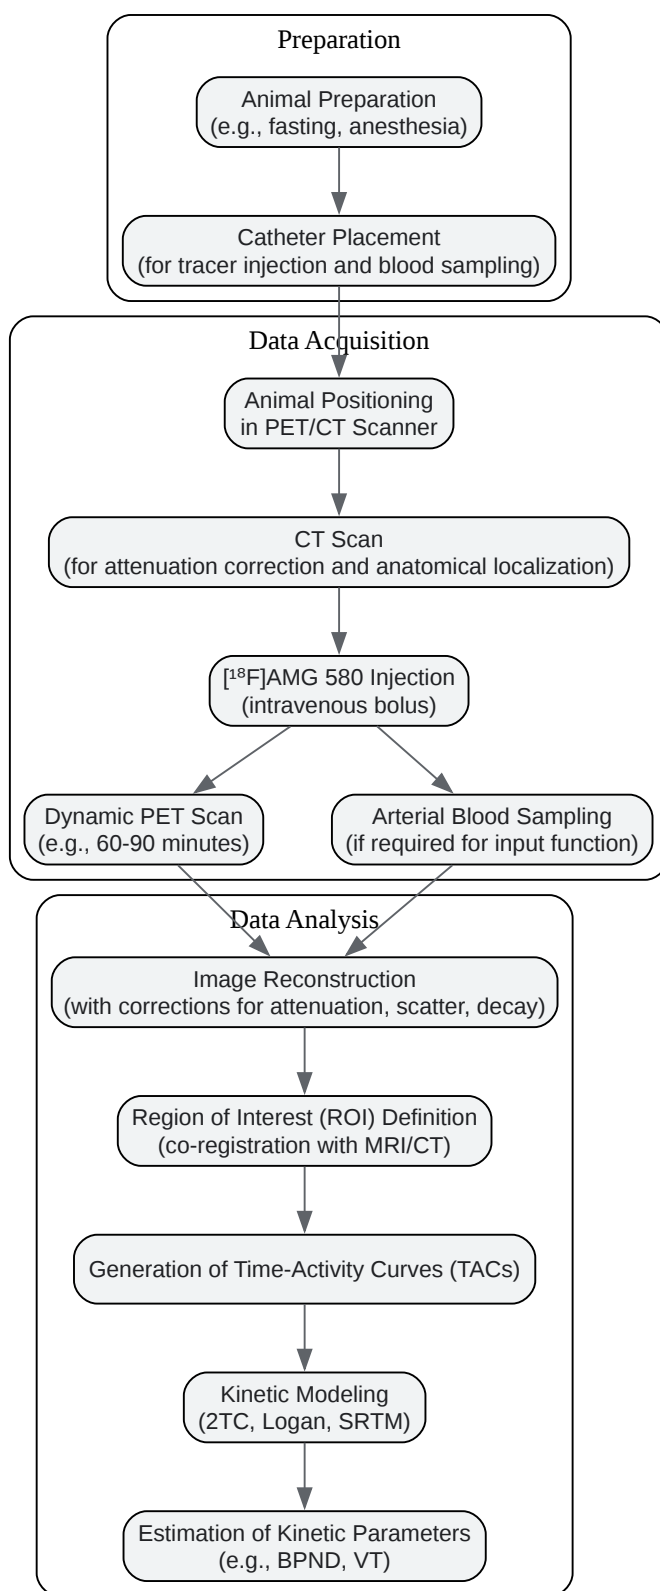 Preparation
Animal Preparation
(e.g., fasting, anesthesia)
Catheter Placement
(for tracer injection and blood sampling)
Data Acquisition
Animal Positioning
in PET/CT Scanner
CT Scan
(for attenuation correction and anatomical localization)
[¹⁸F]AMG 580 Injection
(intravenous bolus)
Dynamic PET Scan
(e.g., 60-90 minutes)
Arterial Blood Sampling
(if required for input function)
Data Analysis
Image Reconstruction
(with corrections for attenuation, scatter, decay)
Region of Interest (ROI) Definition
(co-registration with MRI/CT)
Generation of Time-Activity Curves (TACs)
Kinetic Modeling
(2TC, Logan, SRTM)
Estimation of Kinetic Parameters
(e.g., BPND, VT)